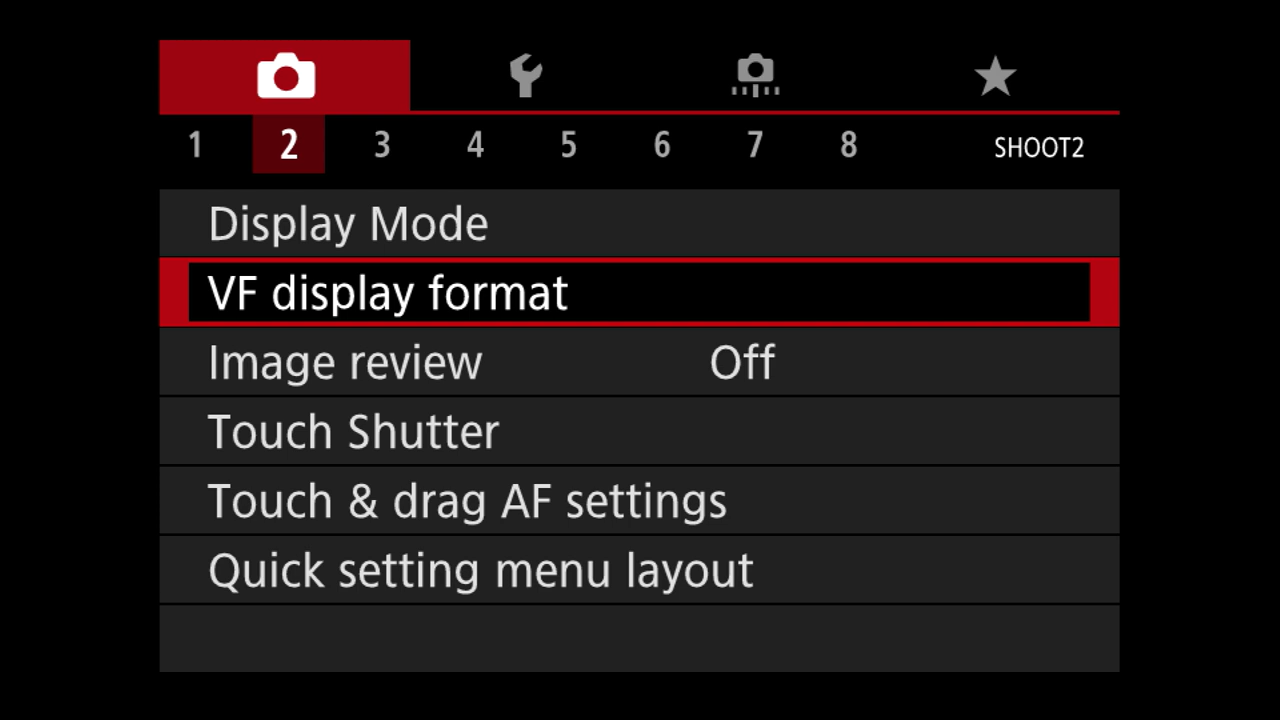 1 2 3 4 5 6 7 8 SHOOT2
Display Mode
VF display format
Image review Off
Touch Shutter
Touch & drag AF settings
Quick setting menu layout